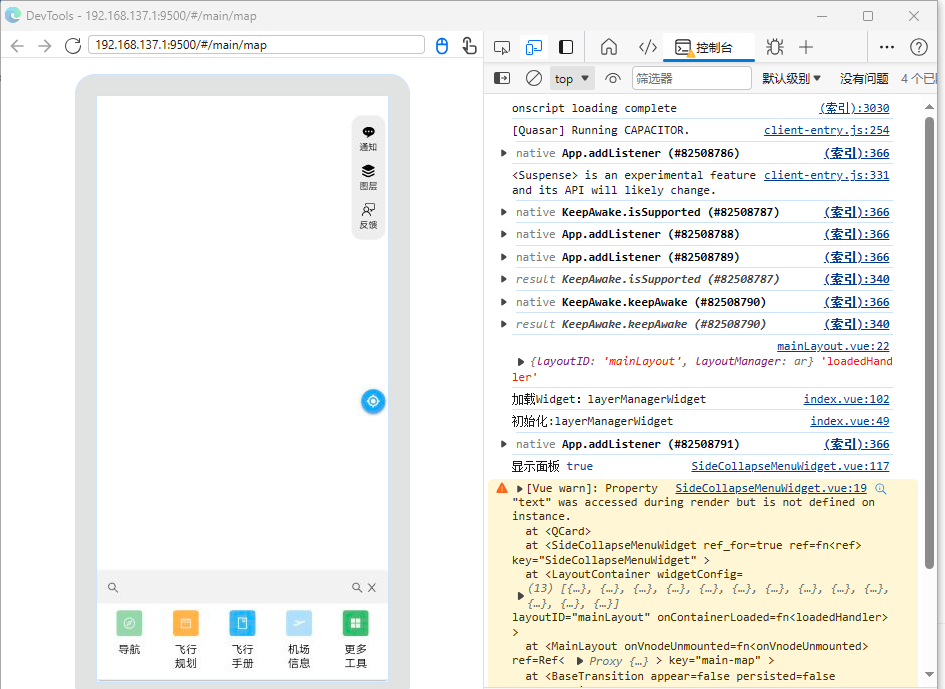 DevTools - 192.168.137.1:9500/#/main/map
192.168.137.1:9500/#/main/map
控制台
top
筛选器
默认级别
没有问题
4 个已
通知
图层
反馈
导航
飞行
规划
飞行
手册
机场
信息
更多
工具
onscript loading complete (索引):3030
[Quasar] Running CAPACITOR. client-entry.js:254
native App.addListener (#82508786) (索引):366
<Suspense> is an experimental feature client-entry.js:331
and its API will likely change.
native KeepAwake.isSupported (#82508787) (索引):366
native App.addListener (#82508788) (索引):366
native App.addListener (#82508789) (索引):366
result KeepAwake.isSupported (#82508787) (索引):340
native KeepAwake.keepAwake (#82508790) (索引):366
result KeepAwake.keepAwake (#82508790) (索引):340
mainLayout.vue:22
{layoutID: 'mainLayout', layoutManager: ar} 'loadedHand
ler'
加载Widget: layerManagerWidget index.vue:102
初始化:layerManagerWidget index.vue:49
native App.addListener (#82508791) (索引):366
显示面板 true SideCollapseMenuWidget.vue:117
[Vue warn]: Property SideCollapseMenuWidget.vue:19
"text" was accessed during render but is not defined on
instance.
at <QCard>
at <SideCollapseMenuWidget ref_for=true ref=fn<ref>
key="SideCollapseMenuWidget" >
at <LayoutContainer widgetConfig=
(13) [{…}, {…}, {…}, {…}, {…}, {…}, {…}, {…}, {…}, {…},
{…}, {…}, {…}]
layoutID="mainLayout" onContainerLoaded=fn<loadedHandler>
>
at <MainLayout onVnodeUnmounted=fn<onVnodeUnmounted>
ref=Ref< Proxy {…} > key="main-map" >
at <BaseTransition appear=false persisted=false